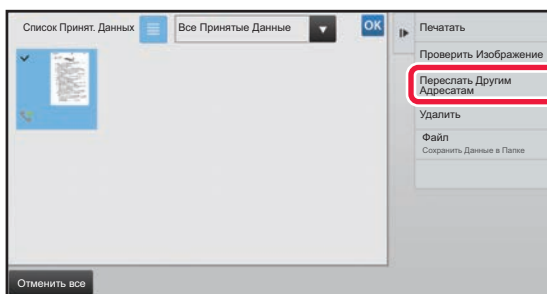 Список Принят. Данных
Все Принятые Данные
OK
Печатать
Проверить Изображение
Переслать Другим
Адресатам
Удалить
Файл
Сохранить Данные в Папке
Отменить все